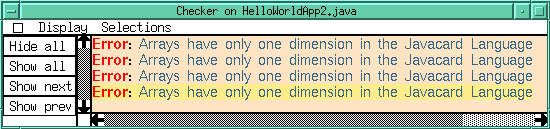 Checker on HelloWorldApp2.java
Display Selections
Hide all
Show all
Show next
Show prev
Error: Arrays have only one dimension in the Javacard Language
Error: Arrays have only one dimension in the Javacard Language
Error: Arrays have only one dimension in the Javacard Language
Error: Arrays have only one dimension in the Javacard Language